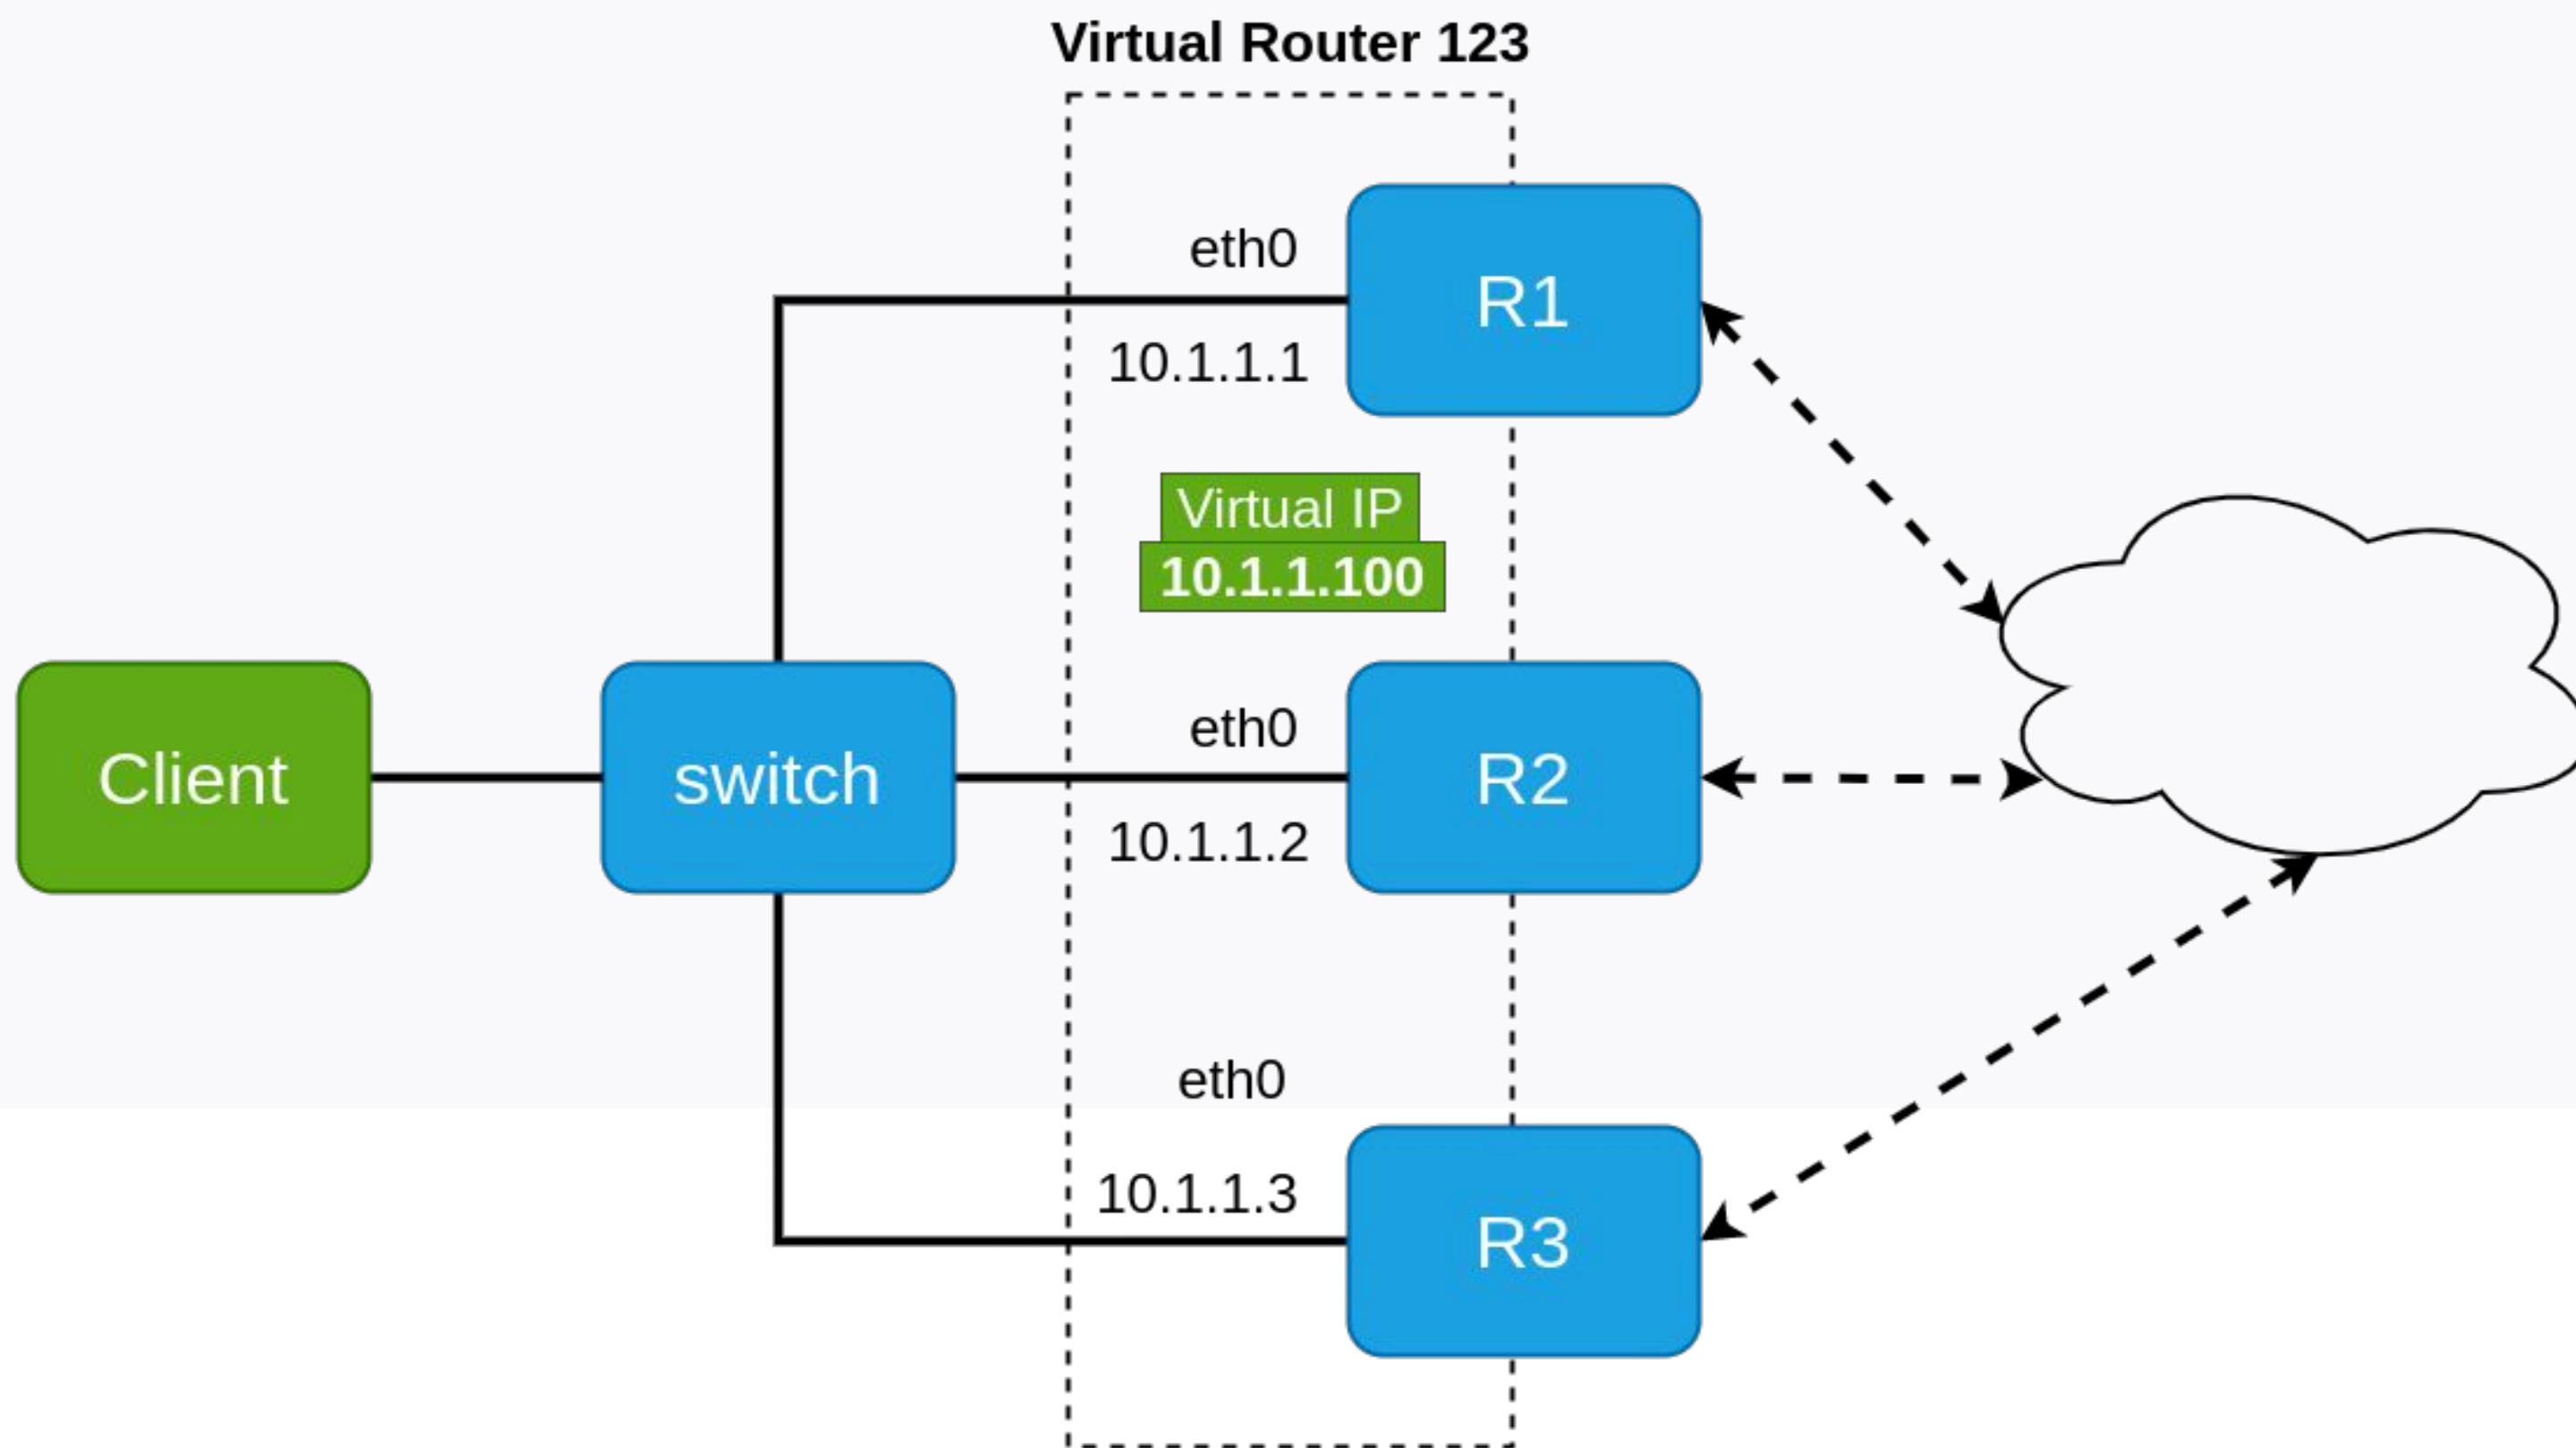 Virtual Router 123
eth0
R1
10.1.1.1
Virtual IP
10.1.1.100
Client
switch
eth0
R2
10.1.1.2
eth0
10.1.1.3
R3